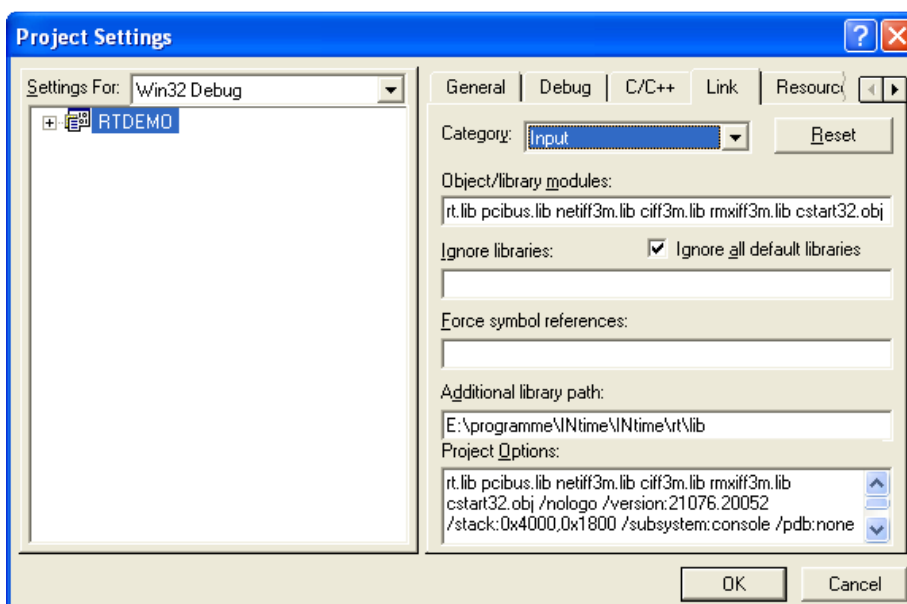 Project Settings
Settings For: Win32 Debug
RTDEMO
General Debug C/C++ Link
Category: Input Reset
Object/library modules:
rt.lib pcibus.lib netiff3m.lib ciff3m.lib rmxiff3m.lib cstart32.obj
Ignore libraries: Ignore all default libraries
Force symbol references:
Additional library path:
E:\programme\INtime\INtime\rt\lib
Project Options:
rt.lib pcibus.lib netiff3m.lib ciff3m.lib rmxiff3m.lib
cstart32.obj /nologo /version:21076.20052
/stack:0x4000,0x1800 /subsystem:console /pdb:none
OK Cancel